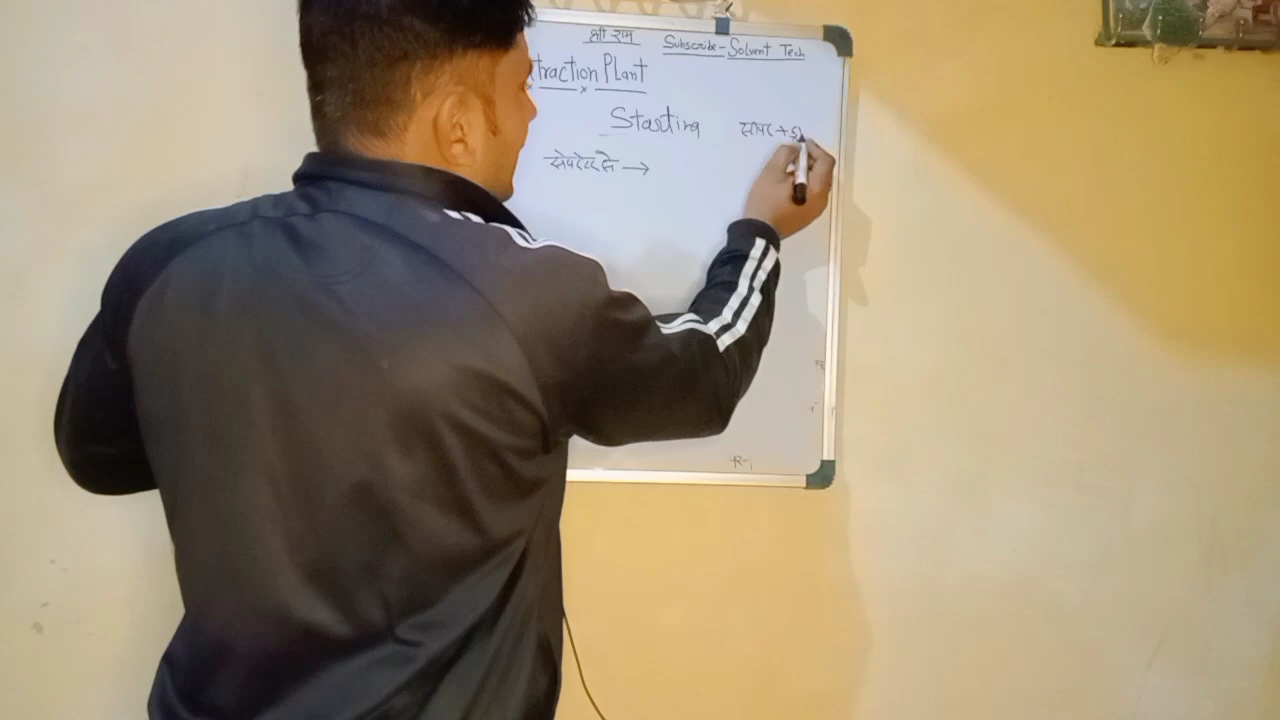 श्री राम
Subscribe-Solvent Tech
traction Plant
Starting
सेपरेटर से →